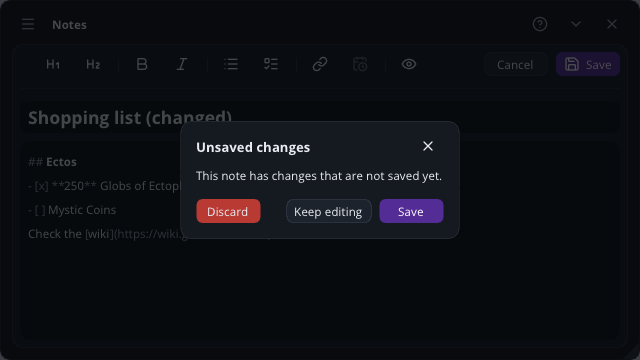 Notes
H1 H2 B I Cancel Save
Shopping list (changed)
## Ectos
- [x] **250** Globs of Ectopl
- [ ] Mystic Coins
Check the [wiki](https://wiki.g
Unsaved changes
This note has changes that are not saved yet.
Discard Keep editing Save